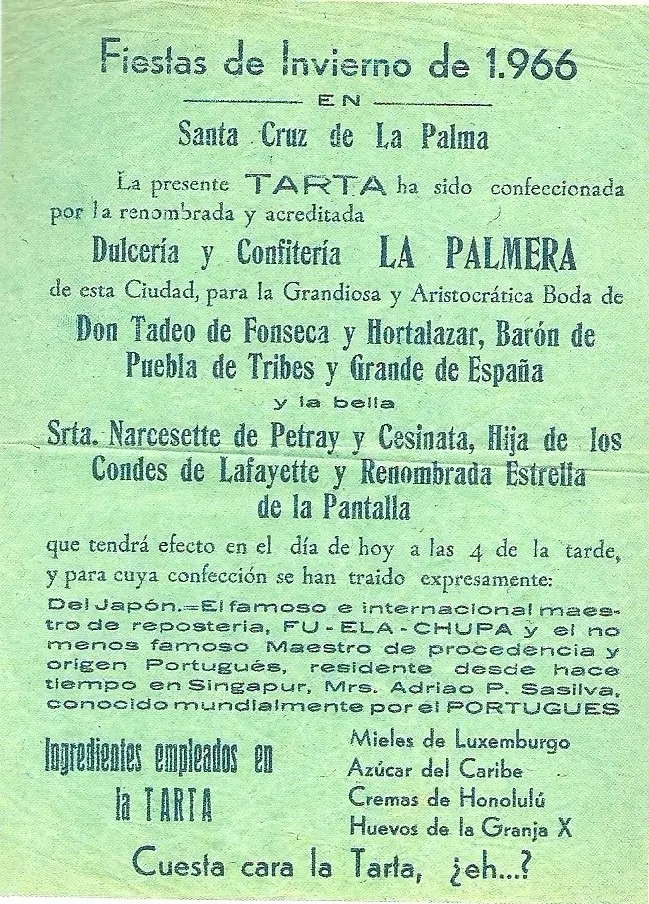 Fiestas de Invierno de 1.966
EN
Santa Cruz de La Palma
La presente TARTA ha sido confeccionada
por la renombrada y acreditada
Dulcería y Confitería LA PALMERA
de esta Ciudad, para la Grandiosa y Aristocrática Boda de
Don Tadeo de Fonseca y Hortalazar, Barón de
Puebla de Tribes y Grande de España
y la bella
Srta. Narcesette de Petray y Cesinata, Hija de los
Condes de Lafayette y Renombrada Estrella
de la Pantalla
que tendrá efecto en el día de hoy a las 4 de la tarde,
y para cuya confección se han traido expresamente:
Del Japón.=El famoso e internacional maes-
tro de reposteria, FU-ELA-CHUPA y el no
menos famoso Maestro de procedencia y
origen Portugués, residente desde hace
tiempo en Singapur, Mrs. Adriao P. Sasilva,
conocido mundialmente por el PORTUGUES
Ingredientes empleados en
la TARTA
Mieles de Luxemburgo
Azúcar del Caribe
Cremas de Honolulú
Huevos de la Granja X
Cuesta cara la Tarta, ¿eh...?